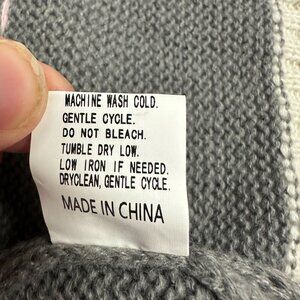 MACHINE WASH COLD.
GENTLE CYCLE.
DO NOT BLEACH.
TUMBLE DRY LOW.
LOW IRON IF NEEDED.
DRYCLEAN, GENTLE CYCLE.
MADE IN CHINA